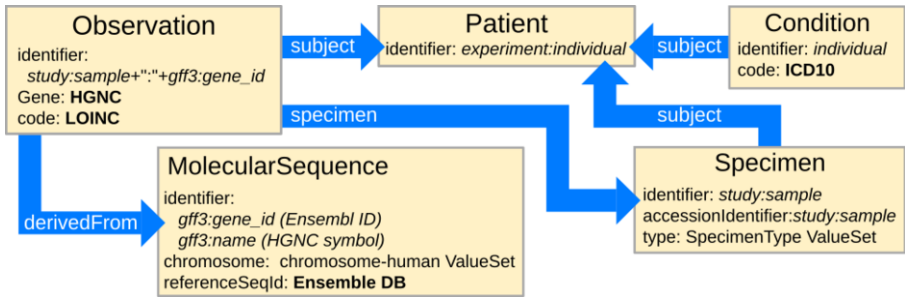 Observation
identifier:
study:sample+":"+gff3:gene_id
Gene: HGNC
code: LOINC
subject
Patient
identifier: experiment:individual
subject
Condition
identifier: individual
code: ICD10
specimen
subject
derivedFrom
MolecularSequence
identifier:
gff3:gene_id (Ensembl ID)
gff3:name (HGNC symbol)
chromosome: chromosome-human ValueSet
referenceSeqId: Ensemble DB
Specimen
identifier: study:sample
accessionIdentifier:study:sample
type: SpecimenType ValueSet